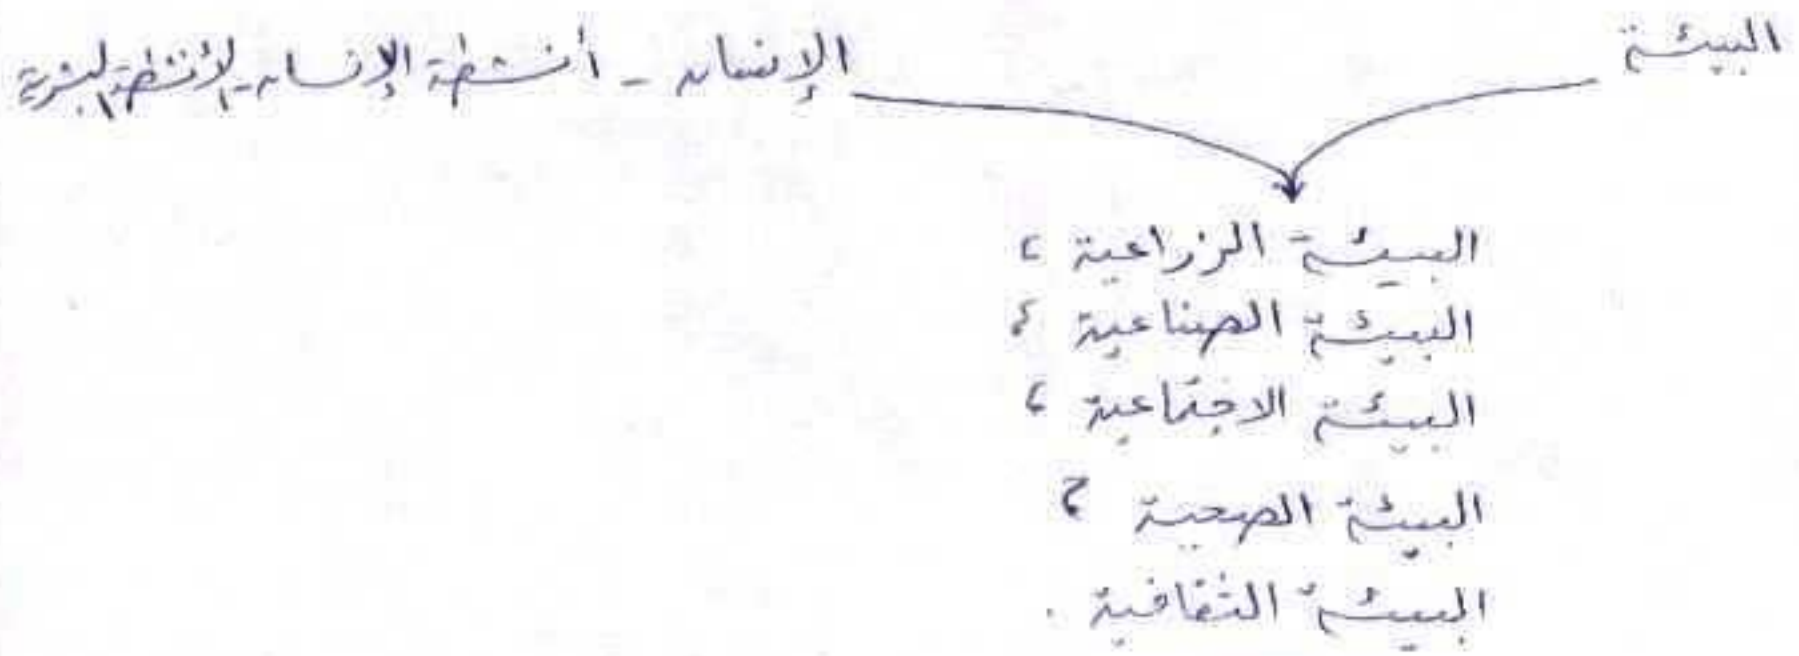 البيئة الإنسان - أنشطة الإنسان - الأنشطة البشرية
البيئة الزراعية ،
البيئة الصناعية ،
البيئة الاجتماعية ،
البيئة الصحية ،
البيئة الثقافية .